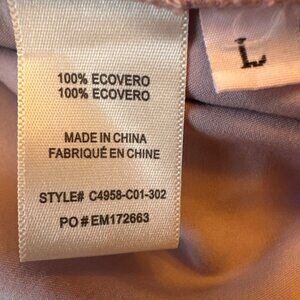 100% ECOVERO
100% ECOVERO
MADE IN CHINA
FABRIQUÉ EN CHINE
STYLE# C4958-C01-302
PO # EM172663
L